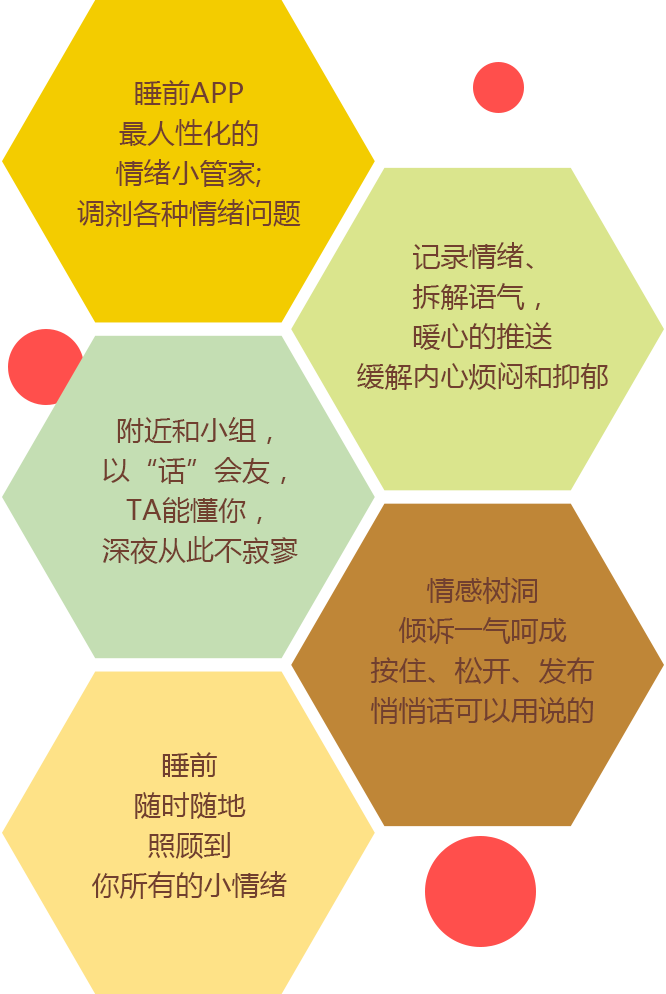 睡前APP
最人性化的
情绪小管家;
调剂各种情绪问题
记录情绪、
拆解语气，
暖心的推送
缓解内心烦闷和抑郁
附近和小组，
以“话”会友，
TA能懂你，
深夜从此不寂寥
情感树洞
倾诉一气呵成
按住、松开、发布
悄悄话可以用说的
睡前
随时随地
照顾到
你所有的小情绪